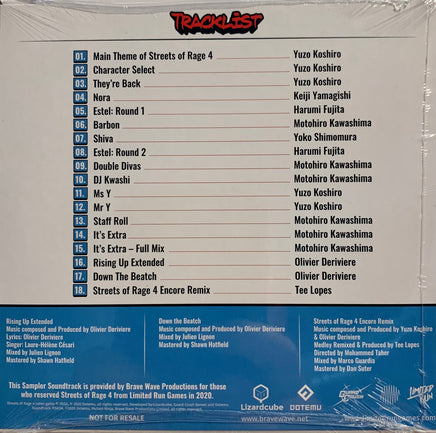 TRACKLIST
01. Main Theme of Streets of Rage 4 Yuzo Koshiro
02. Character Select Yuzo Koshiro
03. They're Back Yuzo Koshiro
04. Nora Keiji Yamagishi
05. Estel: Round 1 Harumi Fujita
06. Barbon Motohiro Kawashima
07. Shiva Yoko Shimomura
08. Estel: Round 2 Harumi Fujita
09. Double Divas Motohiro Kawashima
10. DJ Kwashi Motohiro Kawashima
11. Ms Y Yuzo Koshiro
12. Mr Y Yuzo Koshiro
13. Staff Roll Motohiro Kawashima
14. It's Extra Motohiro Kawashima
15. It's Extra – Full Mix Motohiro Kawashima
16. Rising Up Extended Olivier Deriviere
17. Down The Beatch Olivier Deriviere
18. Streets of Rage 4 Encore Remix Tee Lopes
Rising Up Extended
Music composed and Produced by Olivier Deriviere
Lyrics: Olivier Deriviere
Singer: Laure-Hélène Césari
Mixed by Julien Lignon
Mastered by Shawn Hatfield
Down the Beatch
Music composed and Produced by Olivier Deriviere
Mixed by Julien Lignon
Mastered by Shawn Hatfield
Streets of Rage 4 Encore Remix
Music composed and Produced by Yuzo Koshiro
& Olivier Deriviere
Medley Remixed & Produced by Tee Lopes
Directed by Mohammed Taher
Mixed by Marco Guardia
Mastered by Dan Suter
This Sampler Soundtrack is provided by Brave Wave Productions for those
who reserved Streets of Rage 4 from Limited Run Games in 2020.
NOT FOR RESALE
Lizardcube DOTEMU
www.bravewave.net
LIMITED
RUN